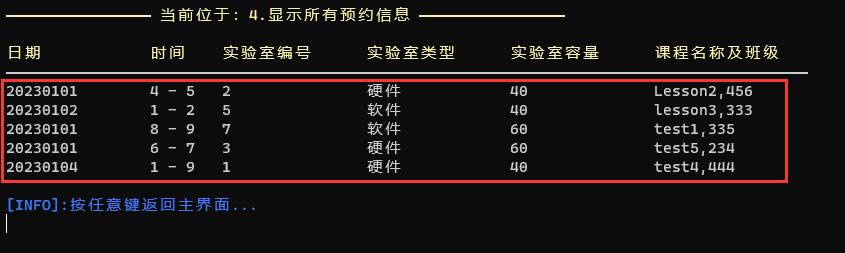 当前位于: 4.显示所有预约信息
日期 时间 实验室编号 实验室类型 实验室容量 课程名称及班级
20230101 4 - 5 2 硬件 40 Lesson2,456
20230102 1 - 2 5 软件 40 lesson3,333
20230101 8 - 9 7 软件 60 test1,335
20230101 6 - 7 3 硬件 60 test5,234
20230104 1 - 9 1 硬件 40 test4,444
[INFO]:按任意键返回主界面...